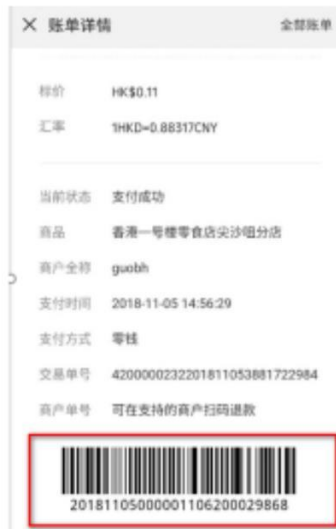 账单详情 全部账单
标价 HK$0.11
汇率 1HKD=0.88317CNY
当前状态 支付成功
商品 香港一号楼零食店尖沙咀分店
商户全称 guobh
支付时间 2018-11-05 14:56:29
支付方式 零钱
交易单号 4200000232201811053881722984
商户单号 可在支持的商户扫码退款
20181105000001106200029868